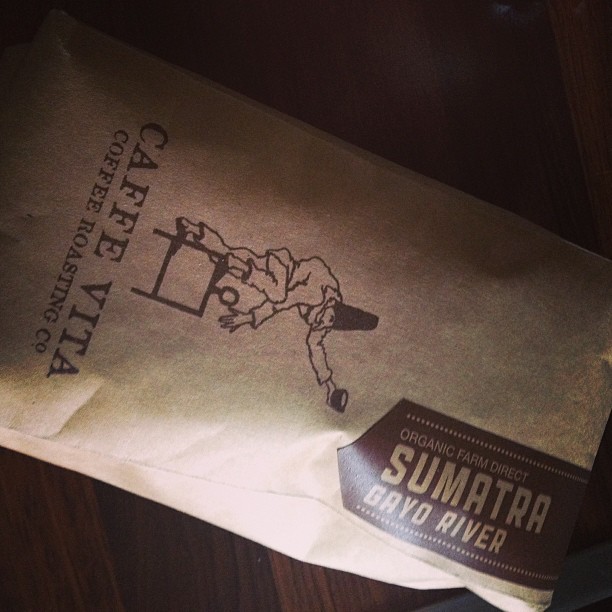 CAFFE VITA
COFFEE ROASTING CO.
ORGANIC FARM DIRECT
SUMATRA
GAYO RIVER